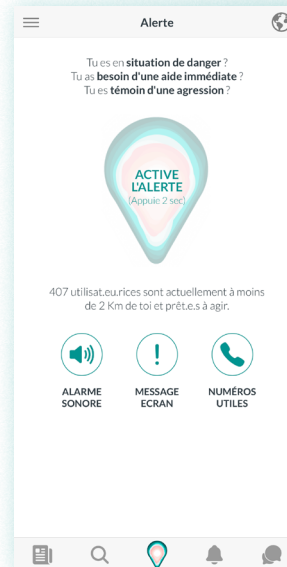 Alerte
Tu es en situation de danger ?
Tu as besoin d'une aide immédiate ?
Tu es témoin d'une agression ?
ACTIVE
L'ALERTE
(Appuie 2 sec)
407 utilisat.eu.rices sont actuellement à moins
de 2 Km de toi et prêt.e.s à agir.
ALARME
SONORE
MESSAGE
ECRAN
NUMÉROS
UTILES